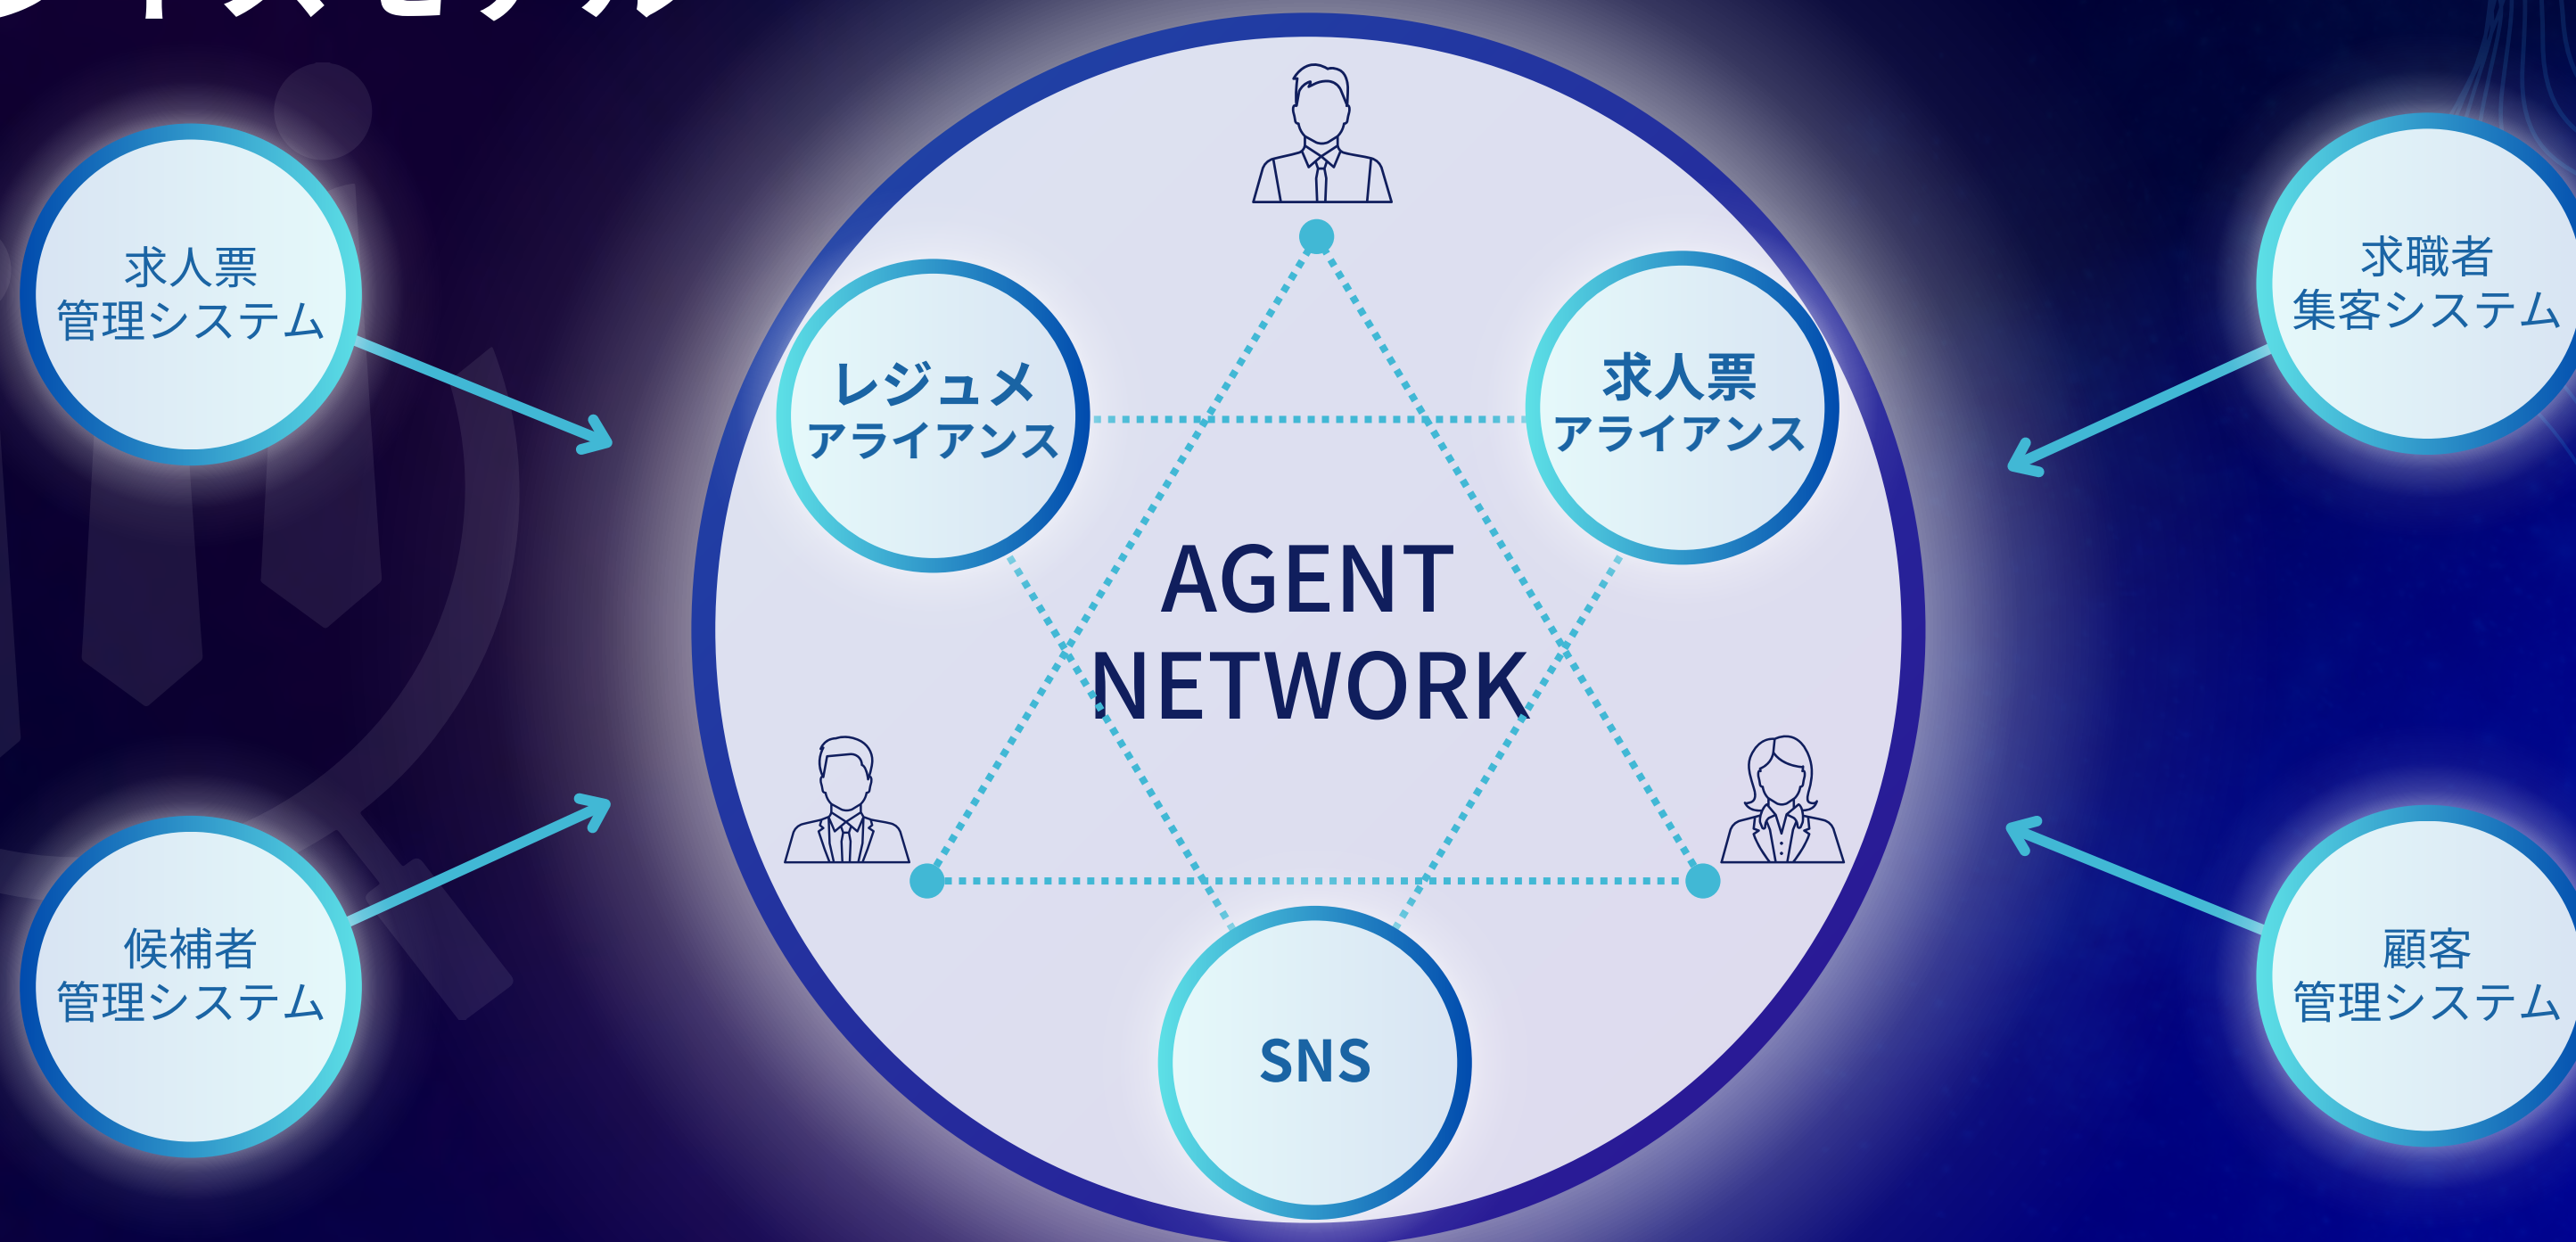 求人票
管理システム
求職者
集客システム
レジュメ
アライアンス
求人票
アライアンス
AGENT
NETWORK
候補者
管理システム
顧客
管理システム
SNS